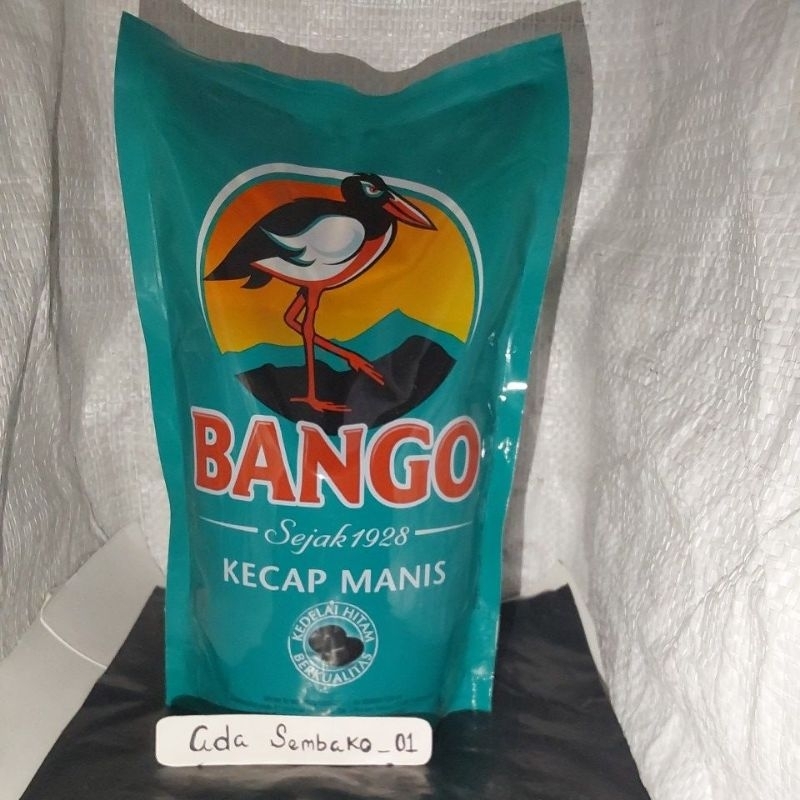 BANGO
Sejak 1928
KECAP MANIS
KEDELAI HITAM
BERKUALITAS
Ada Sembako_01